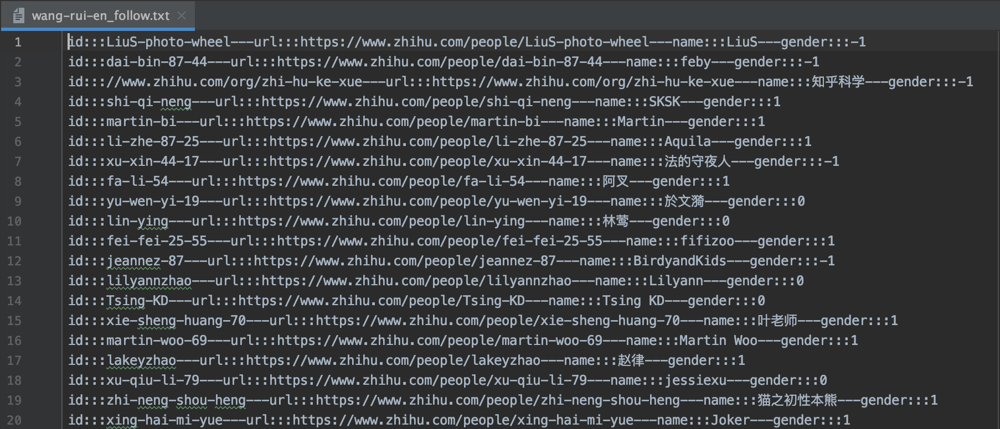 wang-rui-en_follow.txt
1 id:::LiuS-photo-wheel---url:::https://www.zhihu.com/people/LiuS-photo-wheel---name:::LiuS---gender:::-1
2 id:::dai-bin-87-44---url:::https://www.zhihu.com/people/dai-bin-87-44---name:::feby---gender:::-1
3 id:::://www.zhihu.com/org/zhi-hu-ke-xue---url:::https://www.zhihu.com/org/zhi-hu-ke-xue---name:::知乎科学---gender:::-1
4 id:::shi-qi-neng---url:::https://www.zhihu.com/people/shi-qi-neng---name:::SKSK---gender:::1
5 id:::martin-bi---url:::https://www.zhihu.com/people/martin-bi---name:::Martin---gender:::1
6 id:::li-zhe-87-25---url:::https://www.zhihu.com/people/li-zhe-87-25---name:::Aquila---gender:::1
7 id:::xu-xin-44-17---url:::https://www.zhihu.com/people/xu-xin-44-17---name:::法的守夜人---gender:::-1
8 id:::fa-li-54---url:::https://www.zhihu.com/people/fa-li-54---name:::阿叉---gender:::1
9 id:::yu-wen-yi-19---url:::https://www.zhihu.com/people/yu-wen-yi-19---name:::於文漪---gender:::0
10 id:::lin-ying---url:::https://www.zhihu.com/people/lin-ying---name:::林莺---gender:::0
11 id:::fei-fei-25-55---url:::https://www.zhihu.com/people/fei-fei-25-55---name:::fifizoo---gender:::1
12 id:::jeannez-87---url:::https://www.zhihu.com/people/jeannez-87---name:::BirdyandKids---gender:::-1
13 id:::lilyannzhao---url:::https://www.zhihu.com/people/lilyannzhao---name:::Lilyann---gender:::0
14 id:::Tsing-KD---url:::https://www.zhihu.com/people/Tsing-KD---name:::Tsing KD---gender:::0
15 id:::xie-sheng-huang-70---url:::https://www.zhihu.com/people/xie-sheng-huang-70---name:::叶老师---gender:::1
16 id:::martin-woo-69---url:::https://www.zhihu.com/people/martin-woo-69---name:::Martin Woo---gender:::1
17 id:::lakeyzhao---url:::https://www.zhihu.com/people/lakeyzhao---name:::赵律---gender:::1
18 id:::xu-qiu-li-79---url:::https://www.zhihu.com/people/xu-qiu-li-79---name:::jessiexu---gender:::0
19 id:::zhi-neng-shou-heng---url:::https://www.zhihu.com/people/zhi-neng-shou-heng---name:::猫之初性本熊---gender:::1
20 id:::xing-hai-mi-yue---url:::https://www.zhihu.com/people/xing-hai-mi-yue---name:::Joker---gender:::1